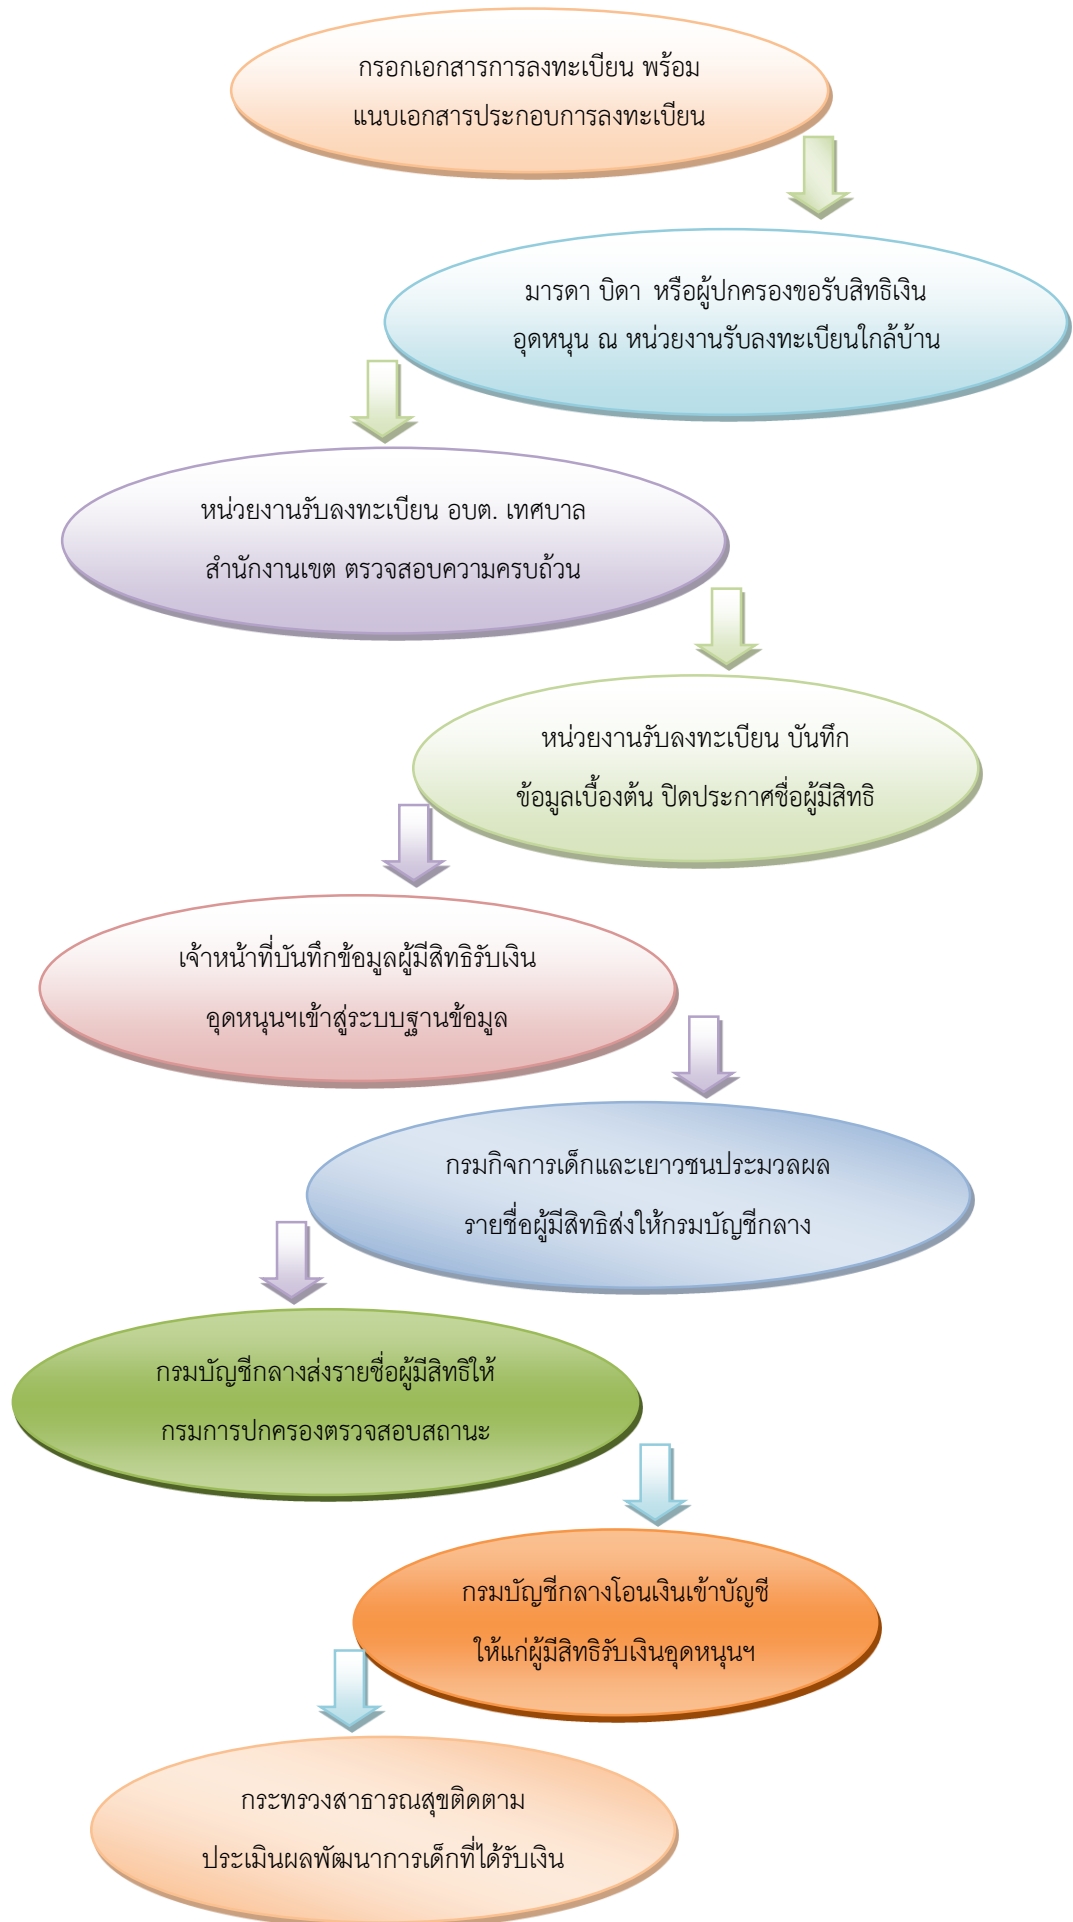 กรอกเอกสารการลงทะเบียน พร้อม
แนบเอกสารประกอบการลงทะเบียน
มารดา บิดา หรือผู้ปกครองขอรับสิทธิเงิน
อุดหนุน ณ หน่วยงานรับลงทะเบียนใกล้บ้าน
หน่วยงานรับลงทะเบียน อบต. เทศบาล
สำนักงานเขต ตรวจสอบความครบถ้วน
หน่วยงานรับลงทะเบียน บันทึก
ข้อมูลเบื้องต้น ปิดประกาศชื่อผู้มีสิทธิ
เจ้าหน้าที่บันทึกข้อมูลผู้มีสิทธิรับเงิน
อุดหนุนฯเข้าสู่ระบบฐานข้อมูล
กรมกิจการเด็กและเยาวชนประมวลผล
รายชื่อผู้มีสิทธิส่งให้กรมบัญชีกลาง
กรมบัญชีกลางส่งรายชื่อผู้มีสิทธิให้
กรมการปกครองตรวจสอบสถานะ
กรมบัญชีกลางโอนเงินเข้าบัญชี
ให้แก่ผู้มีสิทธิรับเงินอุดหนุนฯ
กระทรวงสาธารณสุขติดตาม
ประเมินผลพัฒนาการเด็กที่ได้รับเงิน